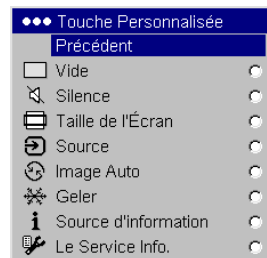 Touche Personnalisée
Précédent
Vide
Silence
Taille de l'Écran
Source
Image Auto
Geler
Source d'information
Le Service Info.